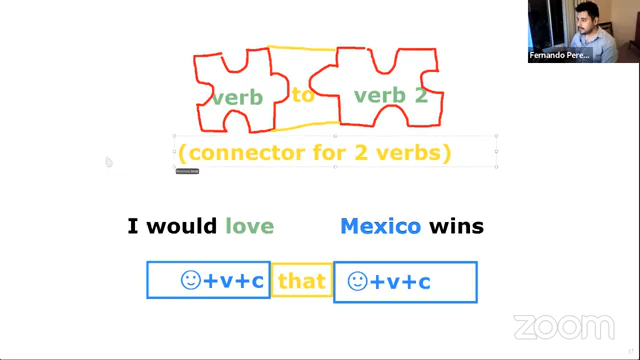 Fernando Pere...
verb to verb 2
(connector for 2 verbs)
I would love Mexico wins
☺+v+c that ☺+v+c
zoom